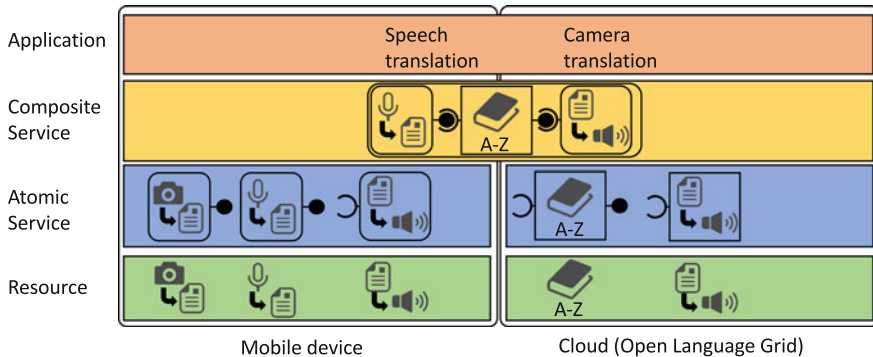 Application
Speech
translation
Camera
translation
Composite
Service
A-Z
Atomic
Service
A-Z
Resource
A-Z
Mobile device
Cloud (Open Language Grid)